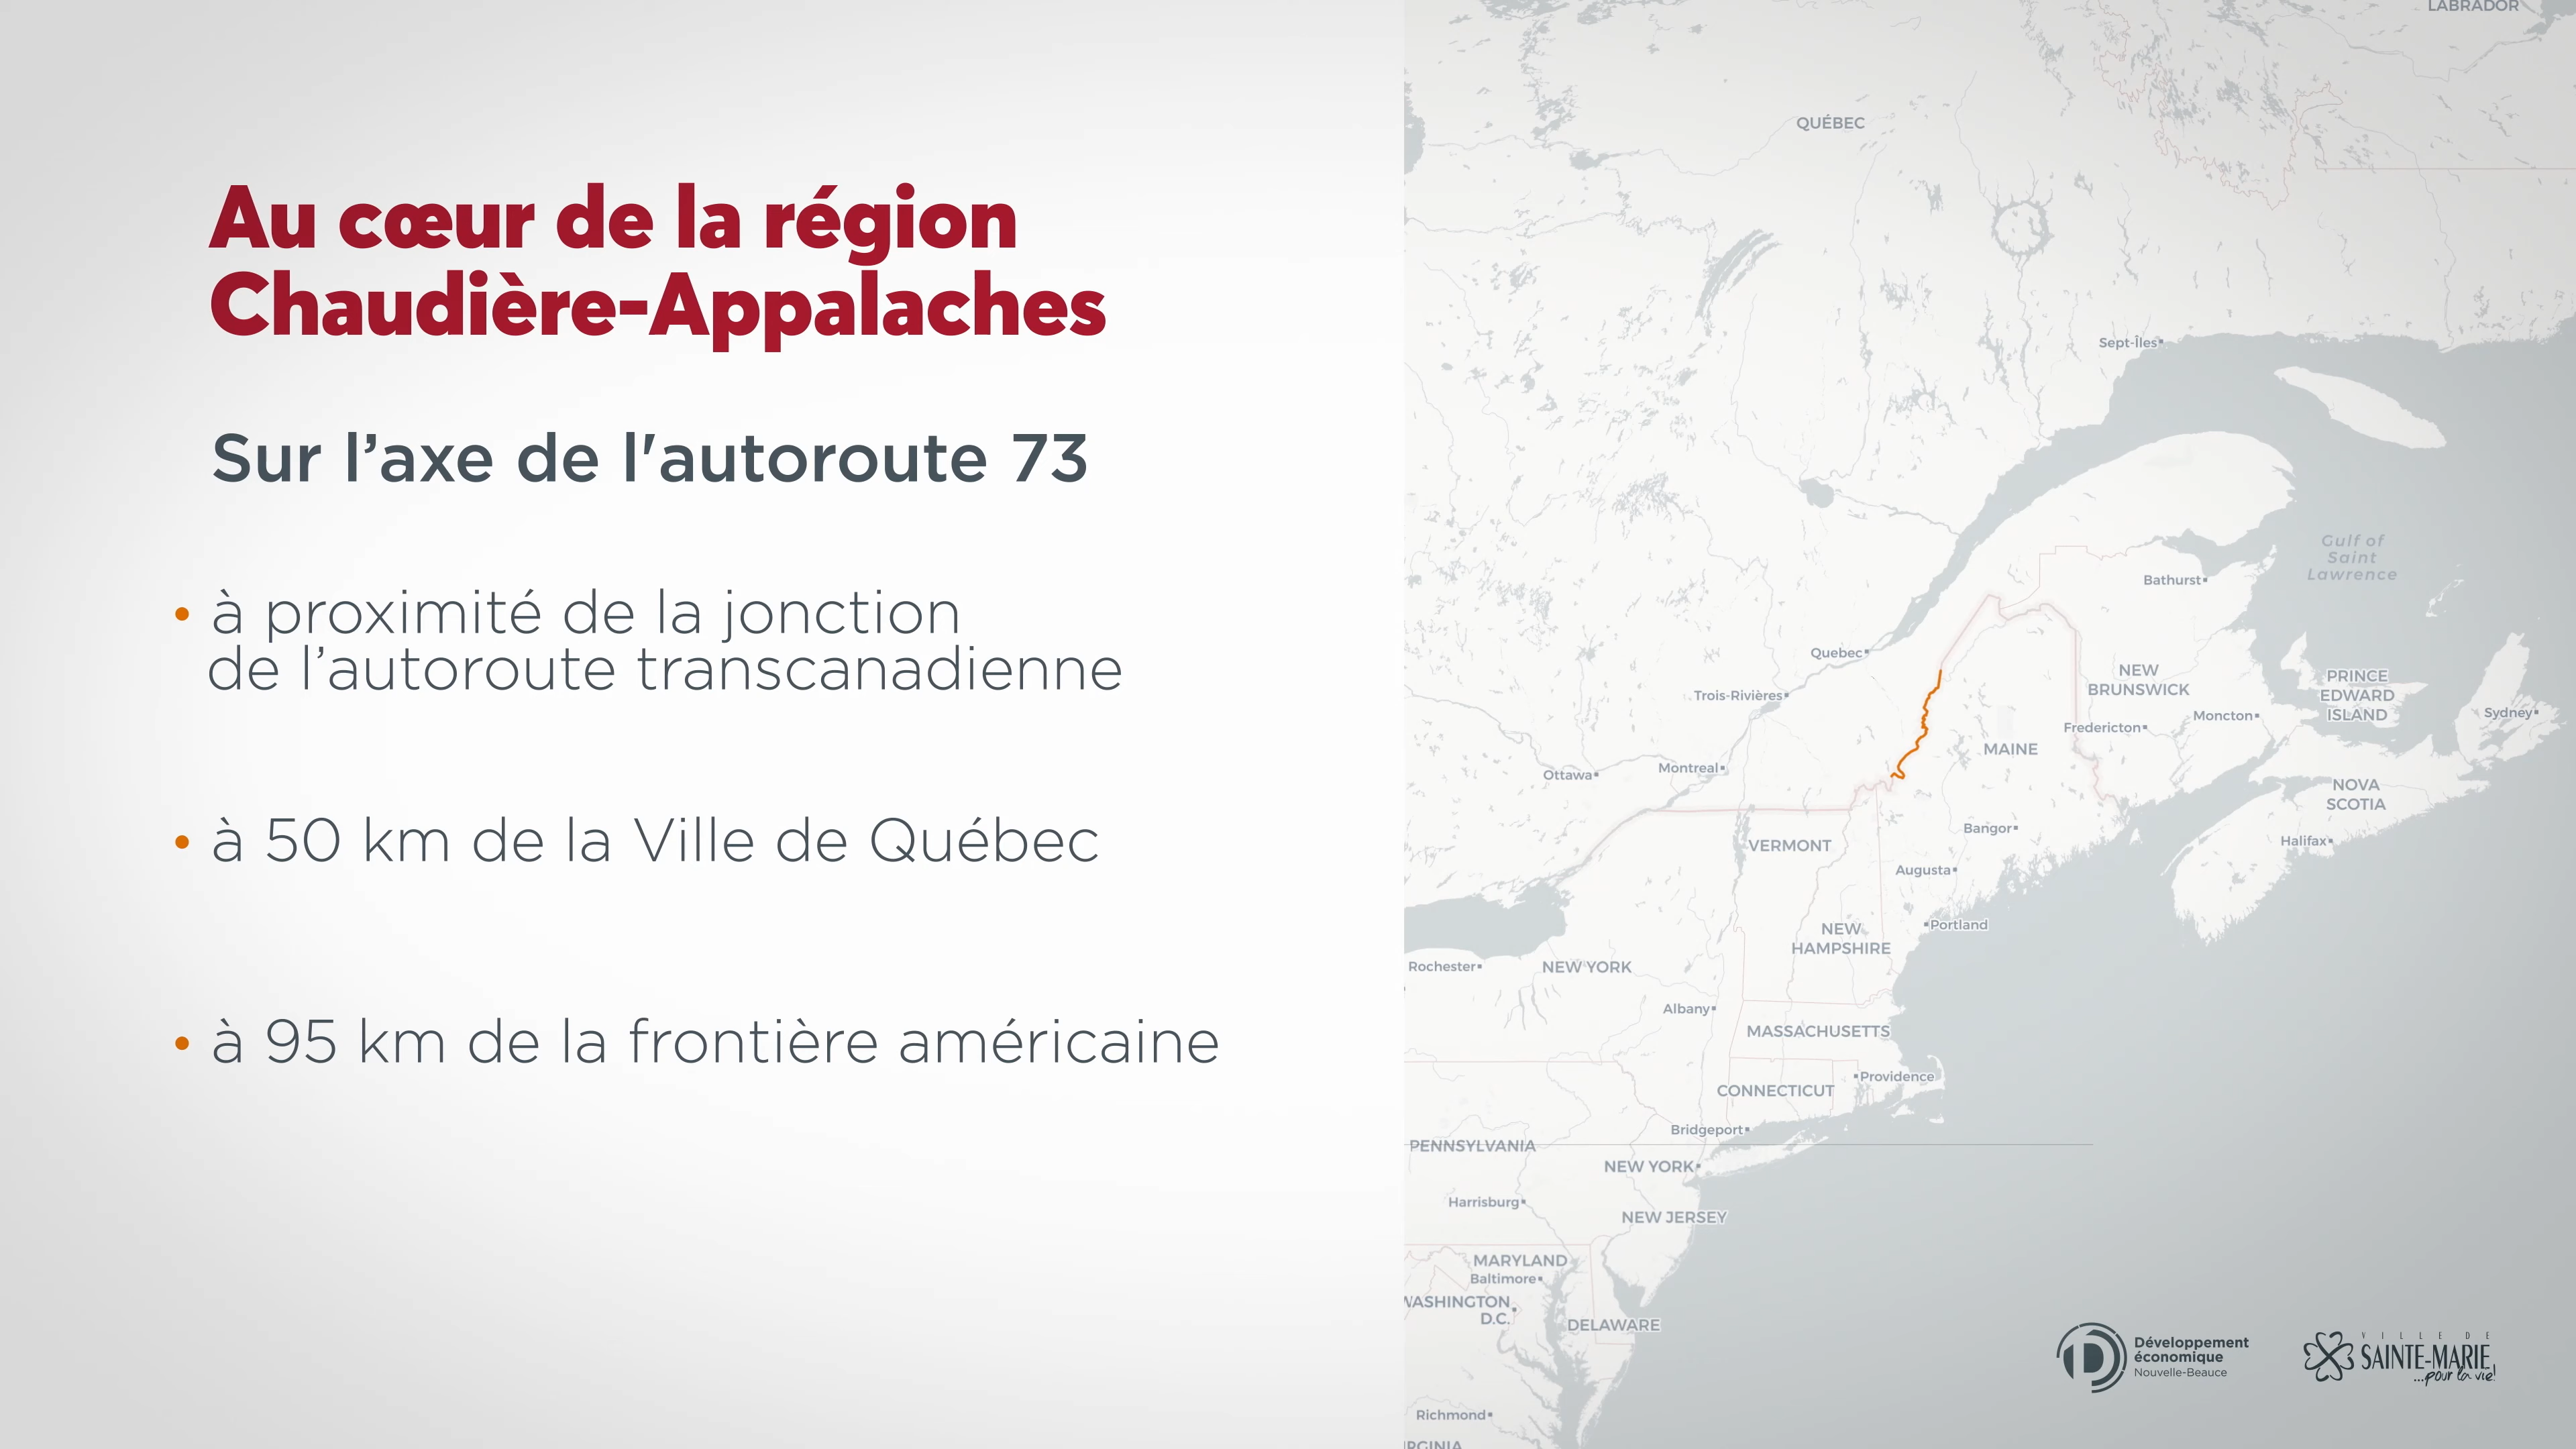 Au cœur de la région
Chaudière-Appalaches
Sur l’axe de l'autoroute 73
• à proximité de la jonction
de l’autoroute transcanadienne
• à 50 km de la Ville de Québec
• à 95 km de la frontière américaine
LABRADOR
QUÉBEC
Sept-Îles
Gulf of
Saint
Lawrence
Bathurst
Quebec
NEW
BRUNSWICK
PRINCE
EDWARD
ISLAND
Trois-Rivières
Sydney
Moncton
Fredericton
MAINE
Montreal
Ottawa
NOVA
SCOTIA
Bangor
Halifax
VERMONT
Augusta
Portland
NEW
HAMPSHIRE
Rochester
NEW YORK
Albany
MASSACHUSETTS
Providence
CONNECTICUT
Bridgeport
PENNSYLVANIA
NEW YORK
Harrisburg
NEW JERSEY
MARYLAND
Baltimore
WASHINGTON
D.C.
DELAWARE
Richmond
RGINIA
Développement
économique
Nouvelle-Beauce
VILLE DE
SAINTE-MARIE
...pour la vie!